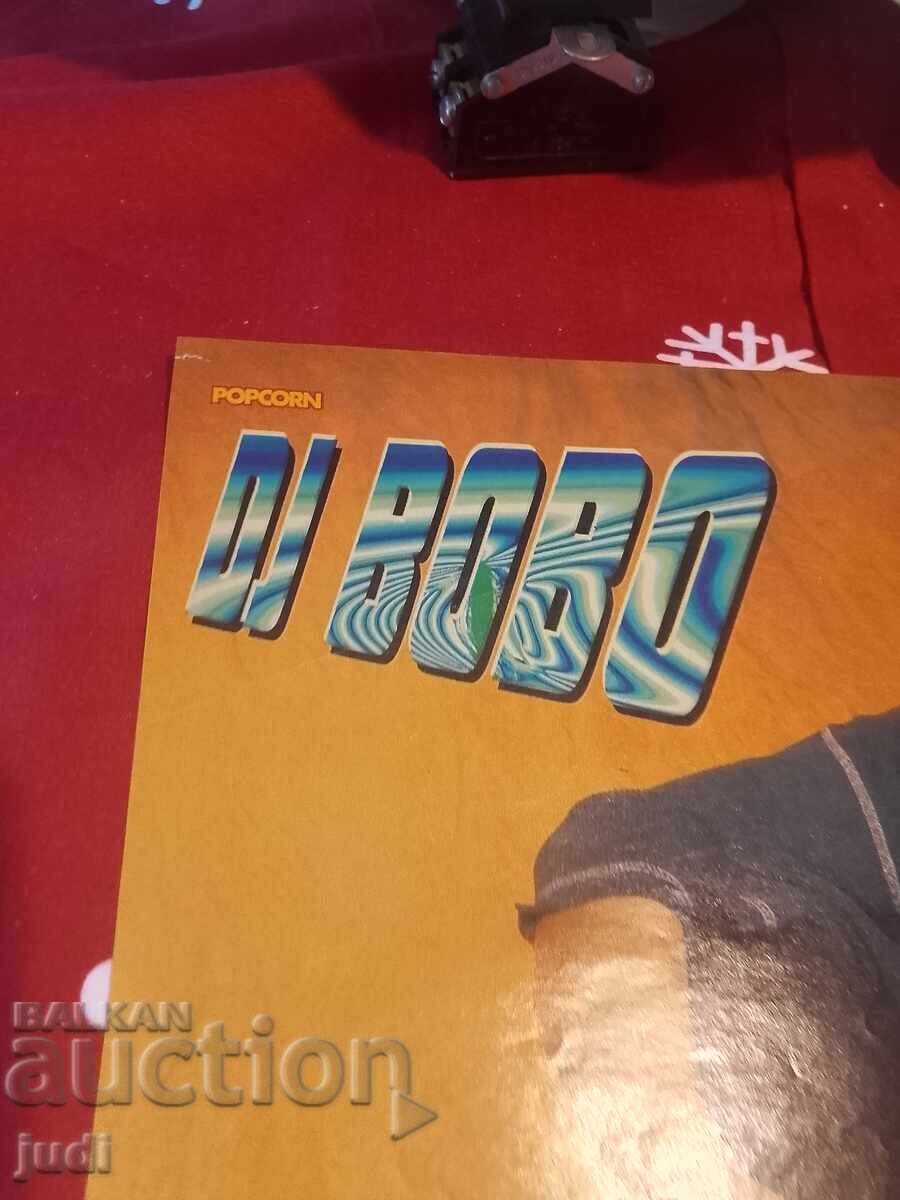 POPCORN
DJ BOBO
BALKAN
auction
judi